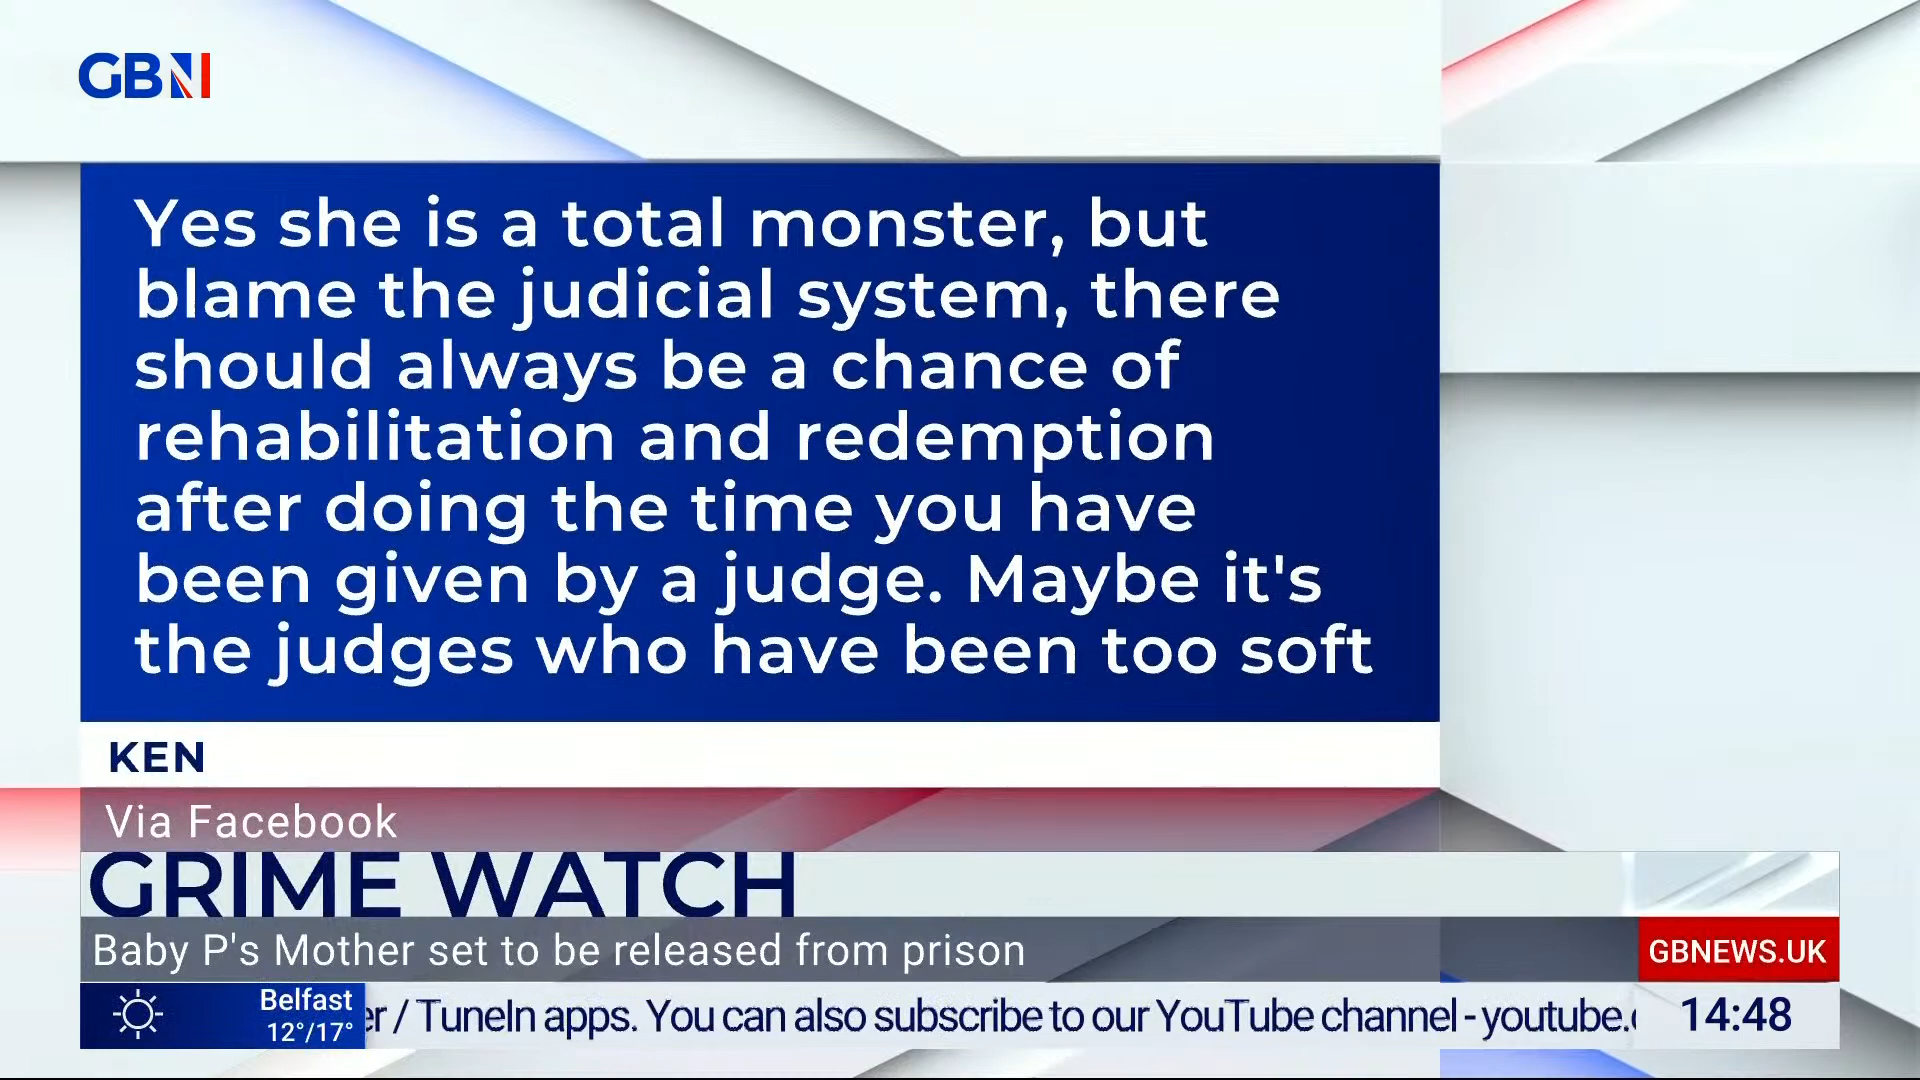 GBN
Yes she is a total monster, but
blame the judicial system, there
should always be a chance of
rehabilitation and redemption
after doing the time you have
been given by a judge. Maybe it's
the judges who have been too soft
KEN
Via Facebook
GRIME WATCH
Baby P's Mother set to be released from prison
GBNEWS.UK
Belfast
12°/17°
er / TuneIn apps. You can also subscribe to our YouTube channel - youtube.
14:48